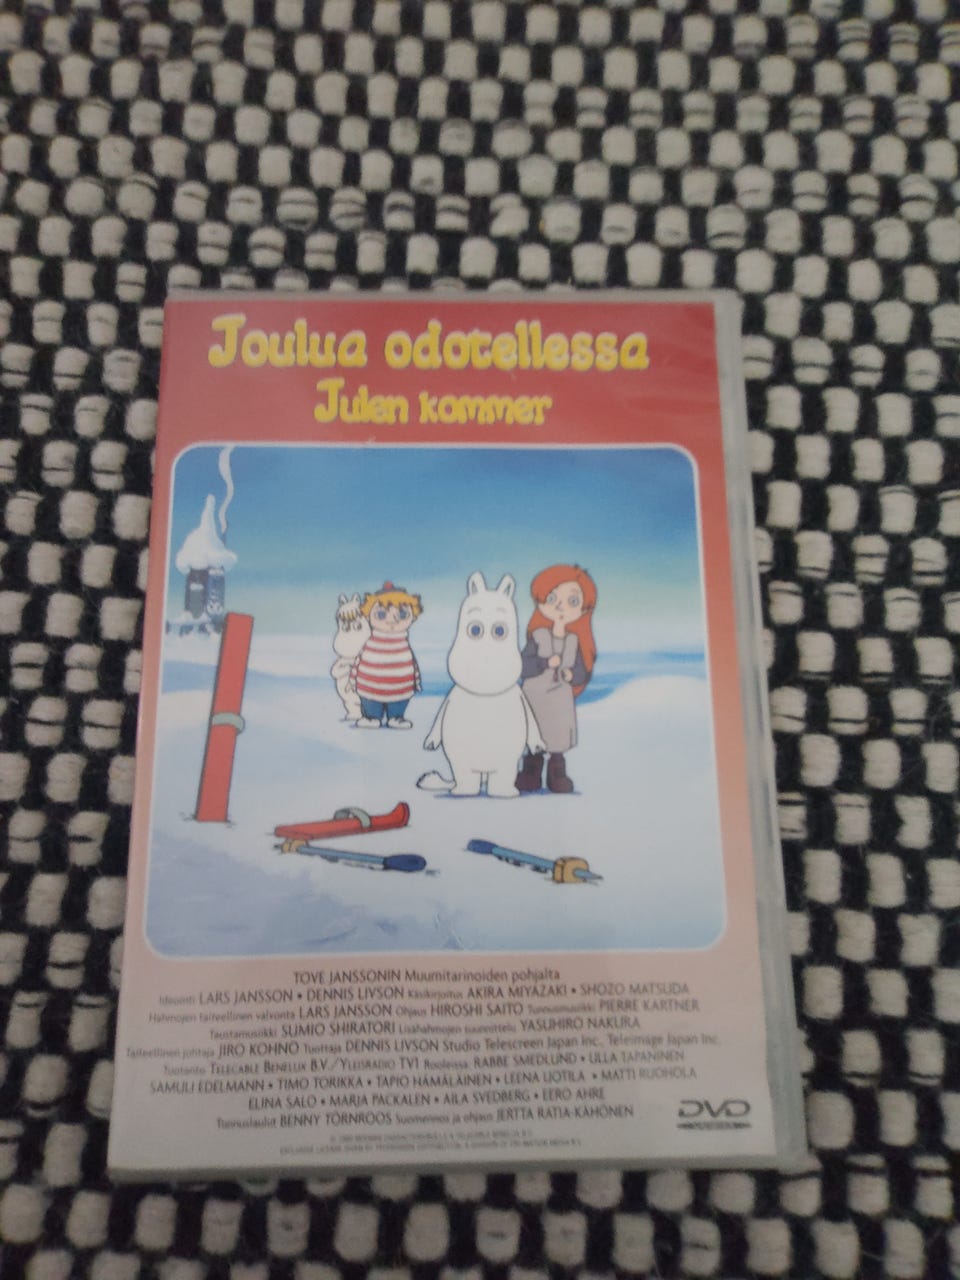 Joulua odotellessa
Julen kommer
TOVE JANSSONIN Muumitarinoiden pohjalta
Ideointi LARS JANSSON • DENNIS LIVSON Käsikirjoitus AKIRA MIYAZAKI • SHOZO MATSUDA
Hahmojen taiteellinen valvonta LARS JANSSON Ohjaus HIROSHI SAITO Tunnusmusiikki PIERRE KARTNER
Taustamusiikki SUMIO SHIRATORI Lisähahmojen suunnittelu YASUHIRO NAKURA
Taiteellinen johtaja JIRO KOHNO Tuottaja DENNIS LIVSON Studio Telescreen Japan Inc., Teleimage Japan Inc.
Tuotanto TELECABLE BENELUX B.V./YLEISRADIO TV1 Rooleissa: RABBE SMEDLUND • ULLA TAPANINEN
SAMULI EDELMANN • TIMO TORIKKA • TAPIO HÄMÄLÄINEN • LEENA UOTILA • MATTI RUOHOLA
ELINA SALO • MARJA PACKALEN • AILA SVEDBERG • EERO AHRE
Tunnuslaulut BENNY TÖRNROOS Suomennos ja ohjaus JERTTA RATIA-KÄHÖNEN
DVD